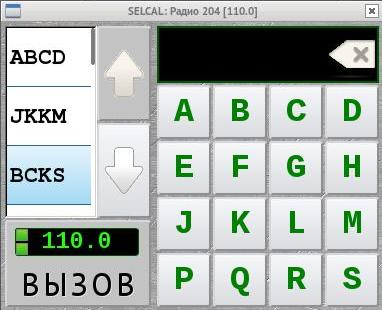 SELCAL: Радио 204 [110.0]
ABCD
JKKM
BCKS
110.0
ВЫЗОВ
A B C D
E F G H
J K L M
P Q R S